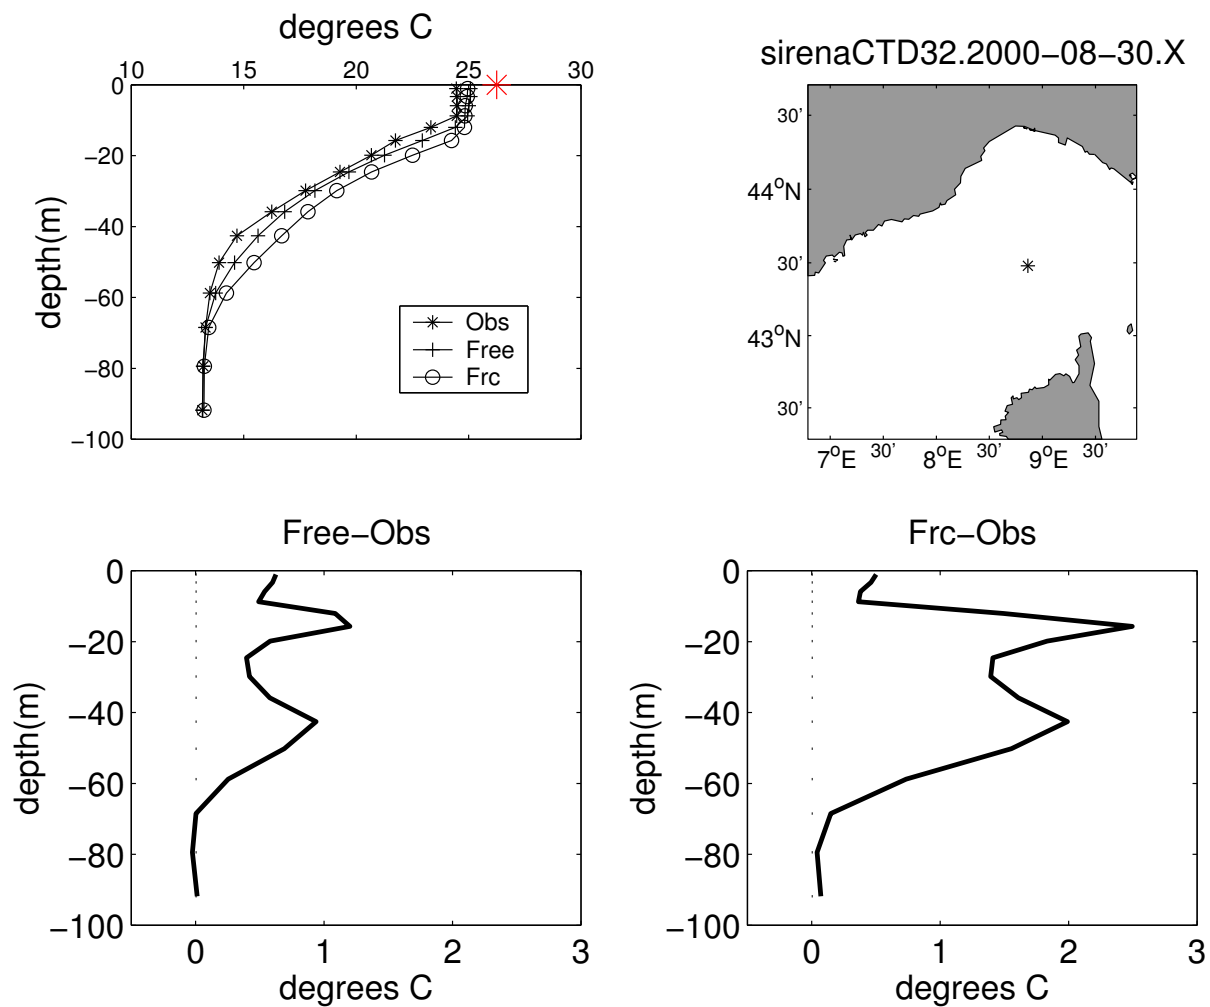 degrees C
10 15 20 25 30
0
−20
−40
−60
−80
−100
depth(m)
Obs
Free
Frc
sirenaCTD32.2000−08−30.X
30'
44°N
30'
43°N
30'
7°E 30' 8°E 30' 9°E 30'
Free−Obs
0
−20
−40
−60
−80
−100
depth(m)
0 1 2 3
degrees C
Frc−Obs
0
−20
−40
−60
−80
−100
depth(m)
0 1 2 3
degrees C